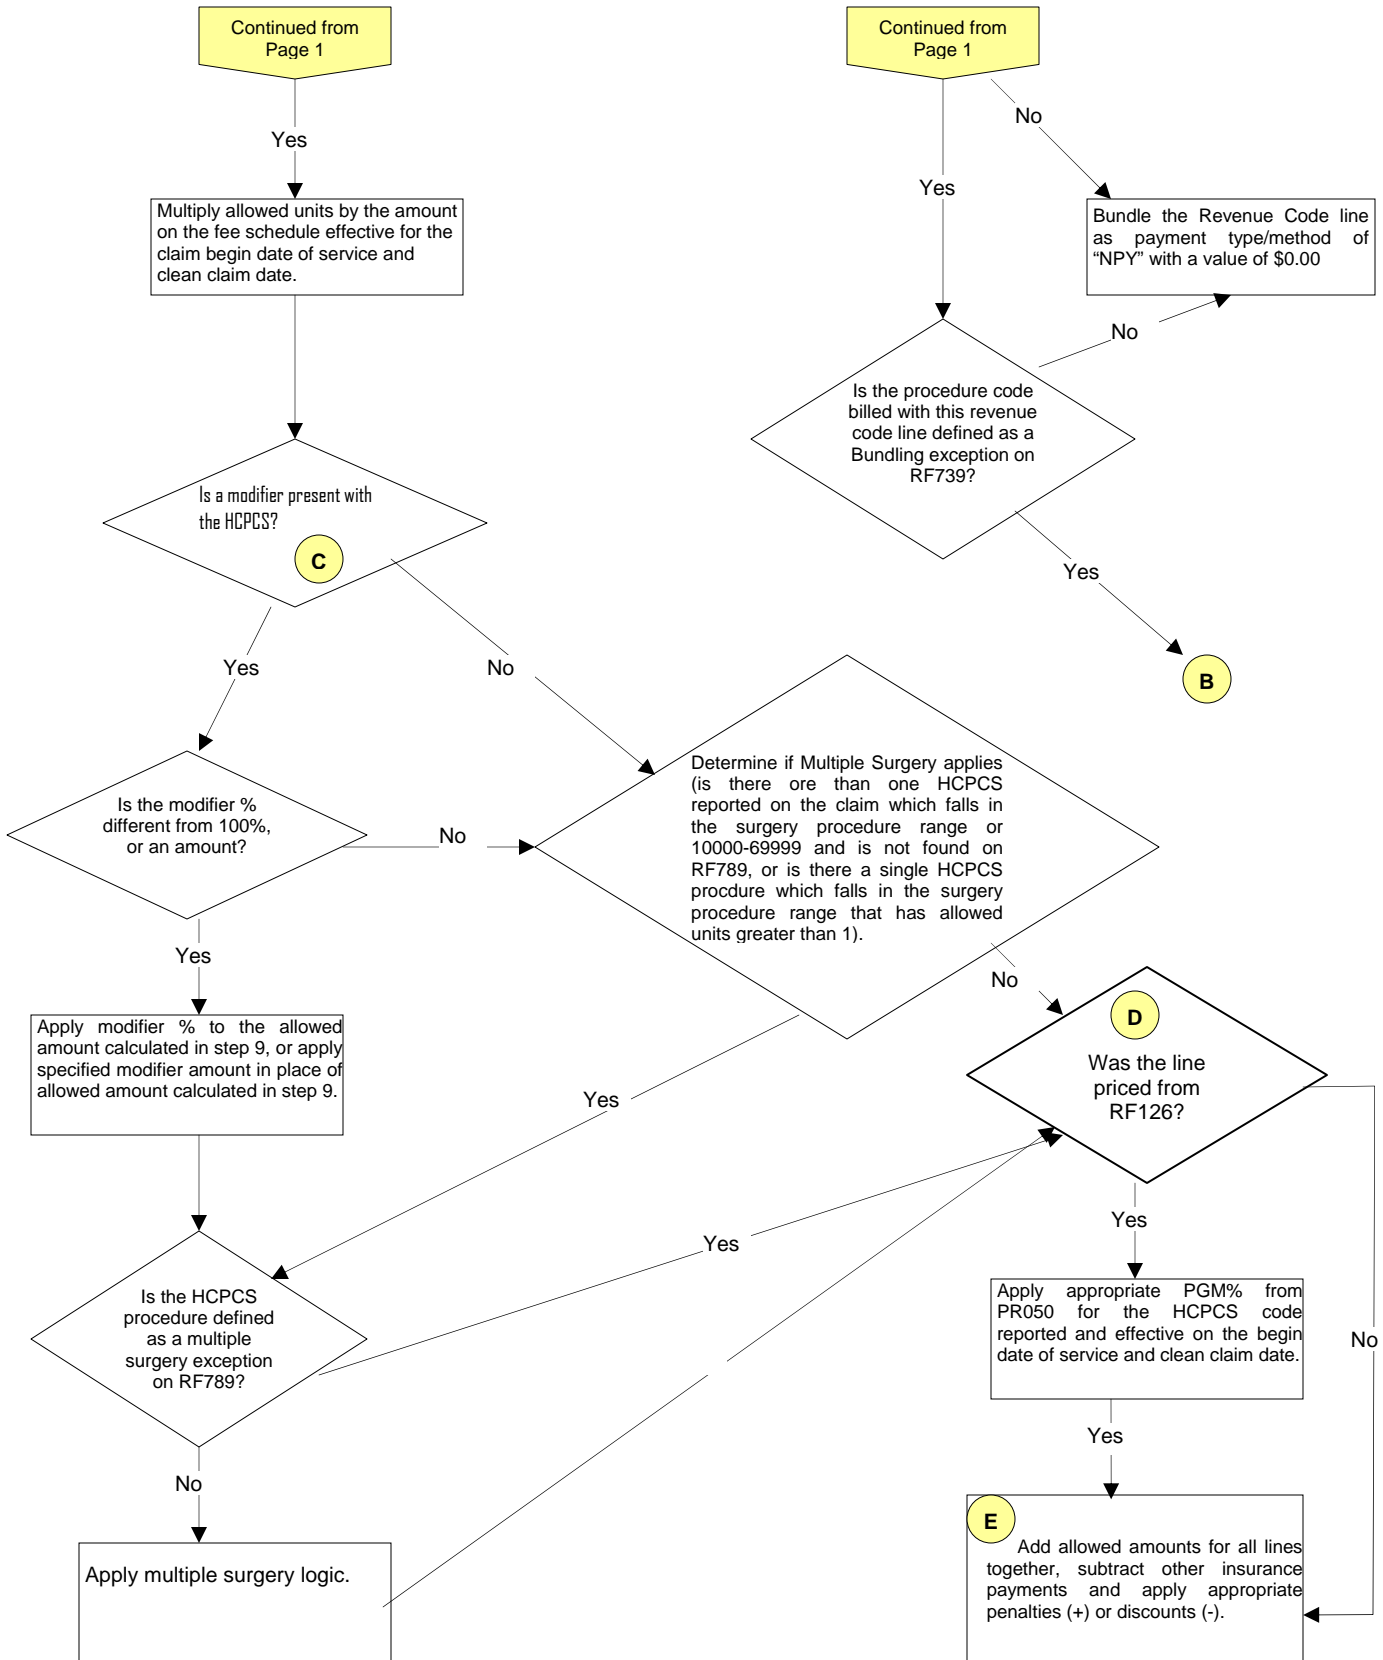 Continued from
Page 1
Continued from
Page 1
Yes
No
Yes
Multiply allowed units by the amount
on the fee schedule effective for the
claim begin date of service and
clean claim date.
Bundle the Revenue Code line
as payment type/method of
“NPY” with a value of $0.00
No
Is the procedure code
billed with this revenue
code line defined as a
Bundling exception on
RF739?
Is a modifier present with
the HCPCS?
C
Yes
B
Yes
No
Determine if Multiple Surgery applies
(is there ore than one HCPCS
reported on the claim which falls in
the surgery procedure range or
10000-69999 and is not found on
RF789, or is there a single HCPCS
procdure which falls in the surgery
procedure range that has allowed
units greater than 1).
Is the modifier %
different from 100%,
or an amount?
No
Yes
No
D
Was the line
priced from
RF126?
Apply modifier % to the allowed
amount calculated in step 9, or apply
specified modifier amount in place of
allowed amount calculated in step 9.
Yes
Yes
Yes
Is the HCPCS
procedure defined
as a multiple
surgery exception
on RF789?
Apply appropriate PGM% from
PR050 for the HCPCS code
reported and effective on the begin
date of service and clean claim date.
No
Yes
No
E
Add allowed amounts for all lines
together, subtract other insurance
payments and apply appropriate
penalties (+) or discounts (-).
Apply multiple surgery logic.